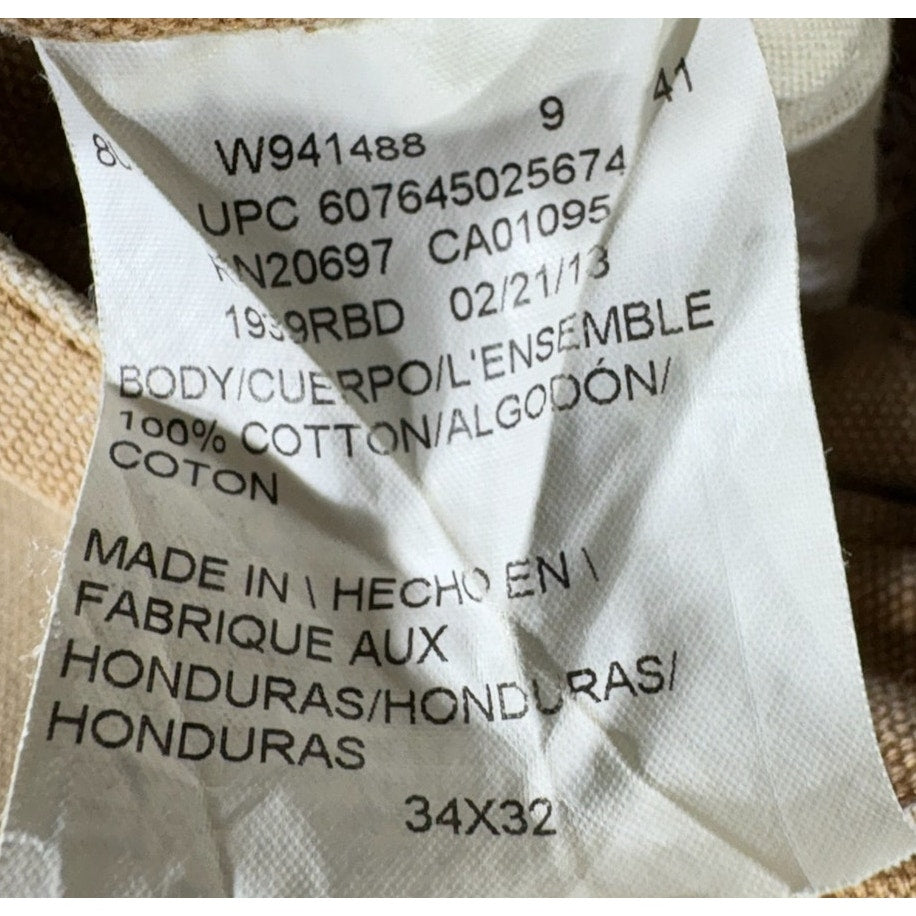 W941488 9 41
UPC 607645025674
RN20697 CA01095
1939RBD 02/21/13
BODY/CUERPO/L'ENSEMBLE
100% COTTON/ALGODÓN/
COTON
MADE IN \ HECHO EN \
FABRIQUE AUX
HONDURAS/HONDURAS/
HONDURAS
34X32